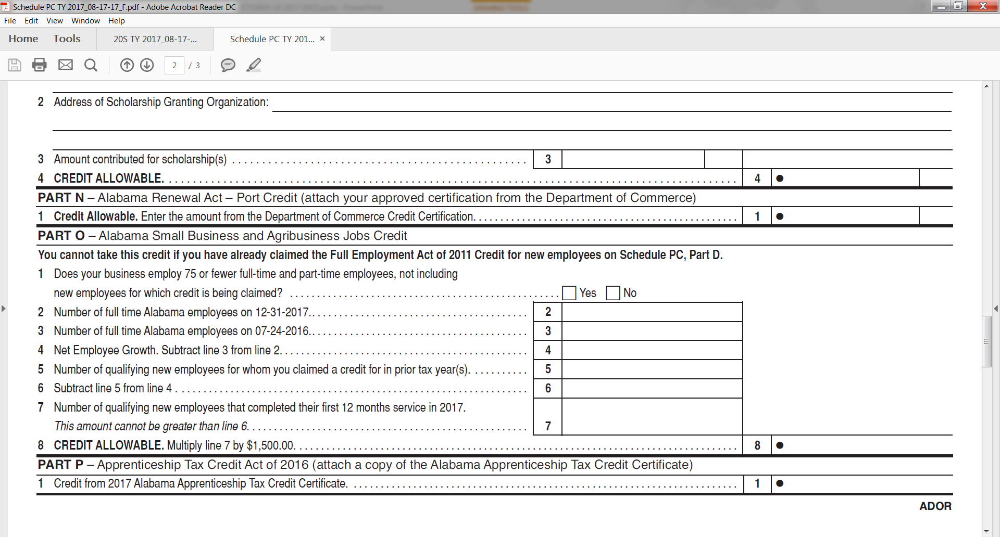 Schedule PC TY 2017_08-17-17_F.pdf - Adobe Acrobat Reader DC
File Edit View Window Help
Home Tools 20S TY 2017_08-17-... Schedule PC TY 201... ×
2 / 3
2 Address of Scholarship Granting Organization:
3 Amount contributed for scholarship(s) . . . . . . . . . . . . . . . . . . . . . . . . . . . . . . . . . . . . . . . . . . . . . . . . . 3
4 CREDIT ALLOWABLE. . . . . . . . . . . . . . . . . . . . . . . . . . . . . . . . . . . . . . . . . . . . . . . . . . . . . . . . . . . . . . . . . . . . . . . . . . . . . . . . . . . . . . . . . . . . . . . 4 ●
PART N – Alabama Renewal Act – Port Credit (attach your approved certification from the Department of Commerce)
1 Credit Allowable. Enter the amount from the Department of Commerce Credit Certification. . . . . . . . . . . . . . . . . . . . . . . . . . . . . . . . . . . . . . . . . . . . 1 ●
PART O – Alabama Small Business and Agribusiness Jobs Credit
You cannot take this credit if you have already claimed the Full Employment Act of 2011 Credit for new employees on Schedule PC, Part D.
1 Does your business employ 75 or fewer full-time and part-time employees, not including
new employees for which credit is being claimed? . . . . . . . . . . . . . . . . . . . . . . . . . . . . . . . . . . . . . . . . . . . . . . . . . . Yes No
2 Number of full time Alabama employees on 12-31-2017. . . . . . . . . . . . . . . . . . . . . . . . . . . . . . . . . . . . . 2
3 Number of full time Alabama employees on 07-24-2016. . . . . . . . . . . . . . . . . . . . . . . . . . . . . . . . . . . . . 3
4 Net Employee Growth. Subtract line 3 from line 2. . . . . . . . . . . . . . . . . . . . . . . . . . . . . . . . . . . . . . . . . . 4
5 Number of qualifying new employees for whom you claimed a credit for in prior tax year(s). . . . . . . . . . 5
6 Subtract line 5 from line 4 . . . . . . . . . . . . . . . . . . . . . . . . . . . . . . . . . . . . . . . . . . . . . . . . . . . . . . . . . . 6
7 Number of qualifying new employees that completed their first 12 months service in 2017.
This amount cannot be greater than line 6. . . . . . . . . . . . . . . . . . . . . . . . . . . . . . . . . . . . . . . . . . . . . . . 7
8 CREDIT ALLOWABLE. Multiply line 7 by $1,500.00. . . . . . . . . . . . . . . . . . . . . . . . . . . . . . . . . . . . . . . . . . . . . . . . . . . . . . . . . . . . . . . . . . . . . . . . . 8 ●
PART P – Apprenticeship Tax Credit Act of 2016 (attach a copy of the Alabama Apprenticeship Tax Credit Certificate)
1 Credit from 2017 Alabama Apprenticeship Tax Credit Certificate. . . . . . . . . . . . . . . . . . . . . . . . . . . . . . . . . . . . . . . . . . . . . . . . . . . . . . . . . . . . . . . . 1 ●
ADOR